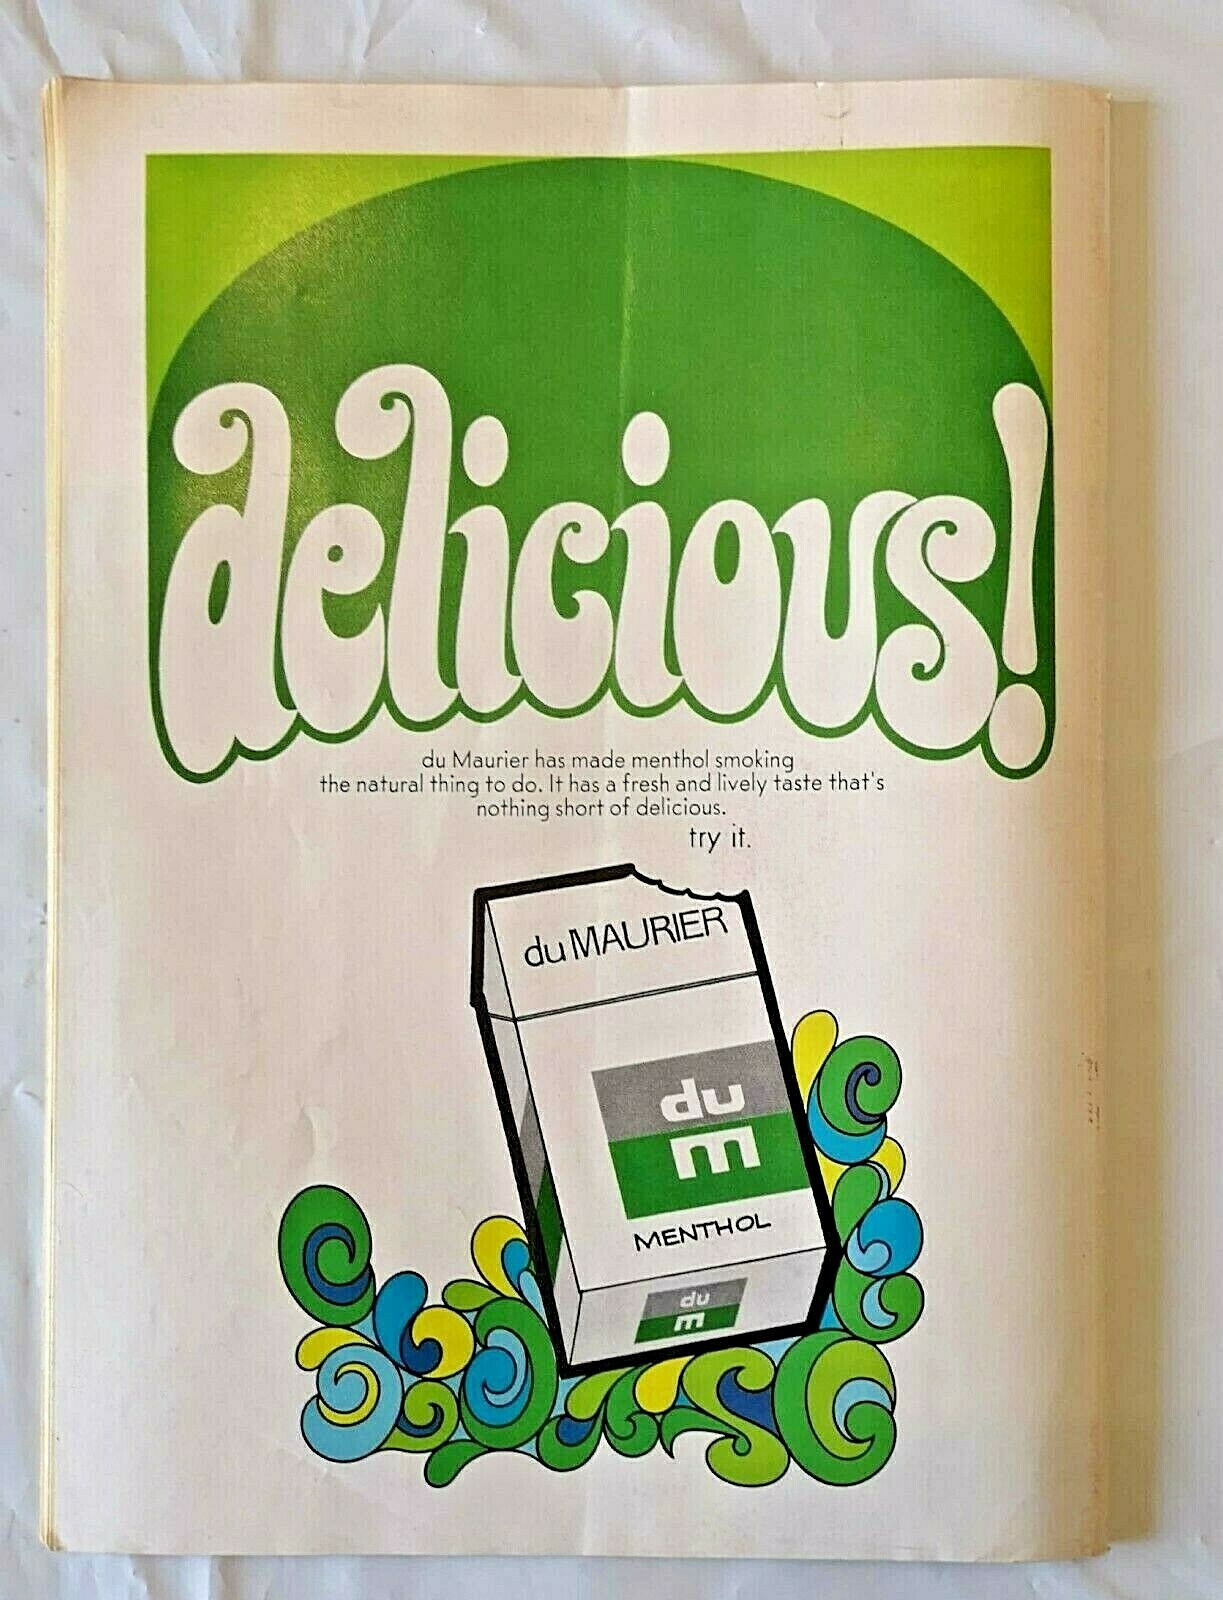 delicious!
du Maurier has made menthol smoking
the natural thing to do. It has a fresh and lively taste that's
nothing short of delicious.
try it.
du MAURIER
du
m
MENTHOL
du
m